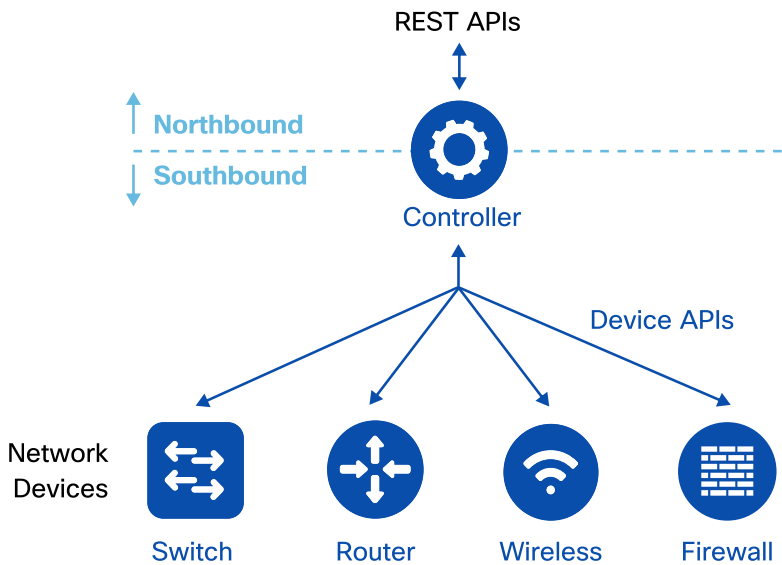 REST APIs
Northbound
Southbound
Controller
Device APIs
Network
Devices
Switch
Router
Wireless
Firewall